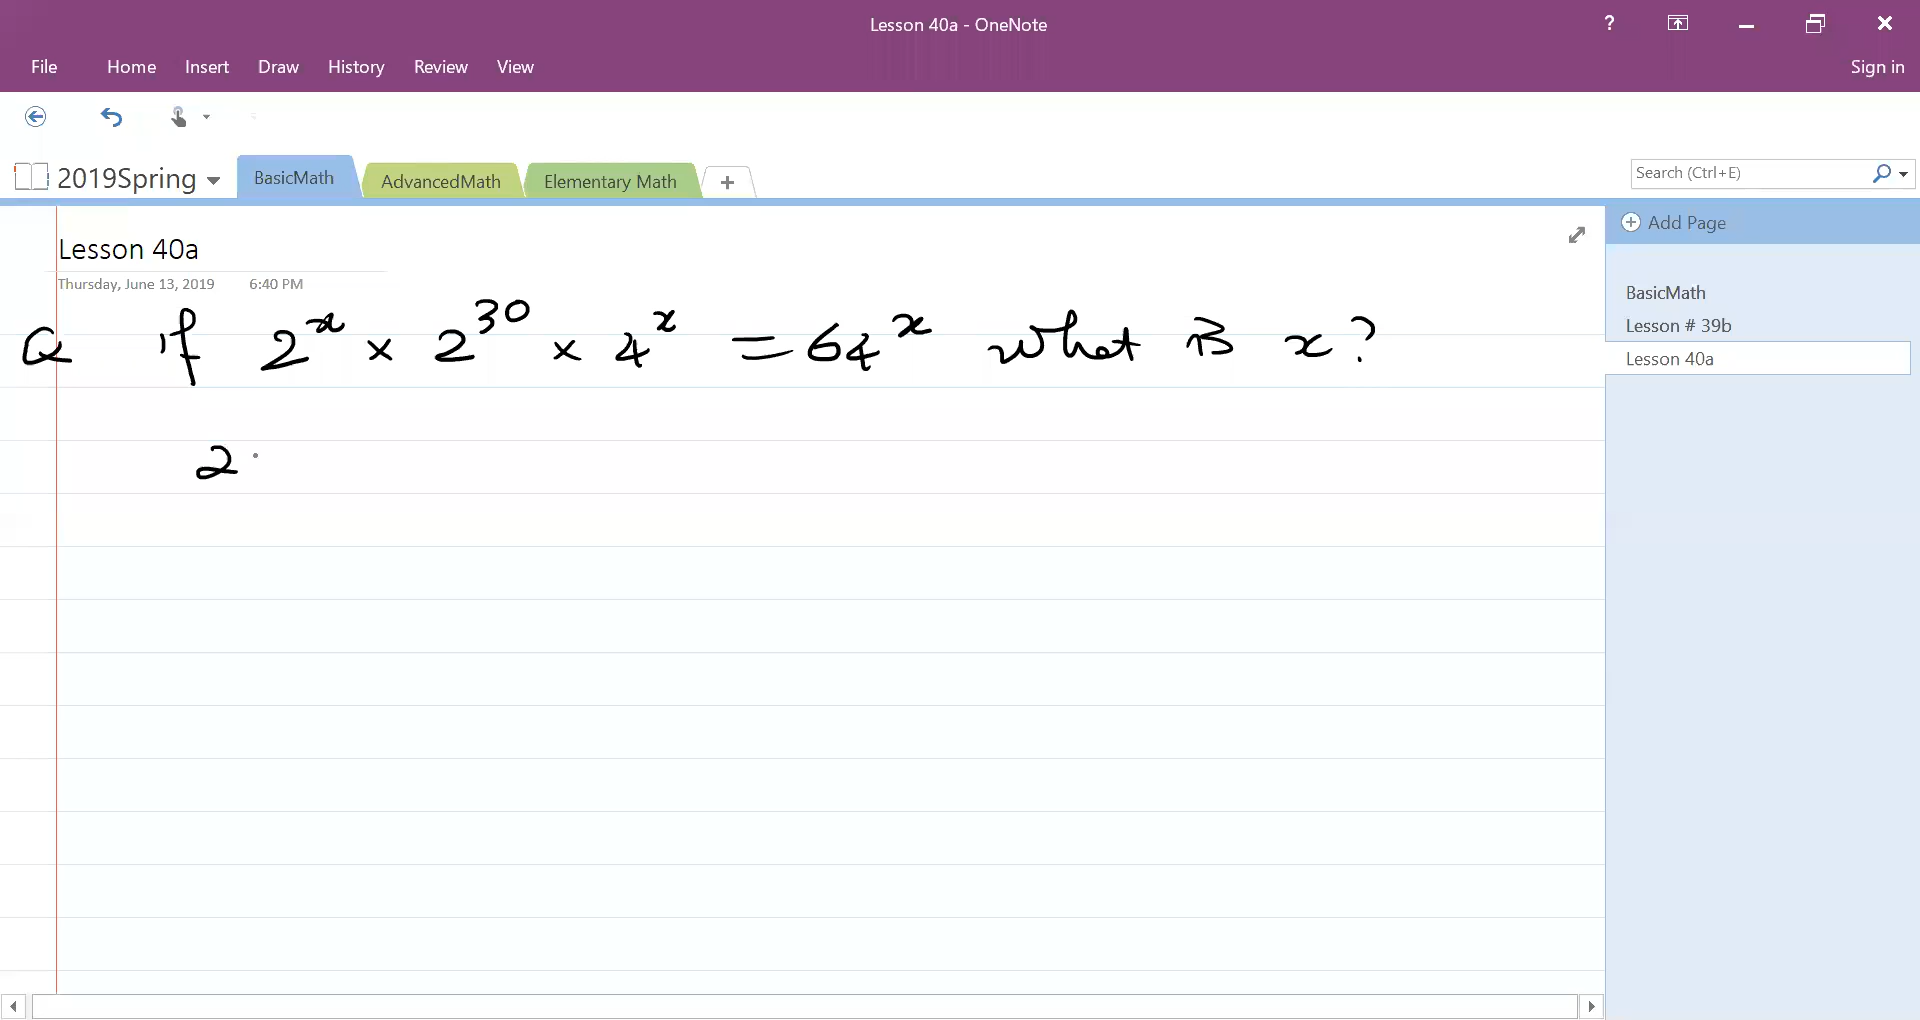 Lesson 40a - OneNote
?
File Home Insert Draw History Review View Sign in
2019Spring BasicMath AdvancedMath Elementary Math + Search (Ctrl+E)
Add Page
Lesson 40a
Thursday, June 13, 2019 6:40 PM
BasicMath
Lesson # 39b
Lesson 40a
Q If 2^x × 2^30 × 4^x = 64^x what is x?
2